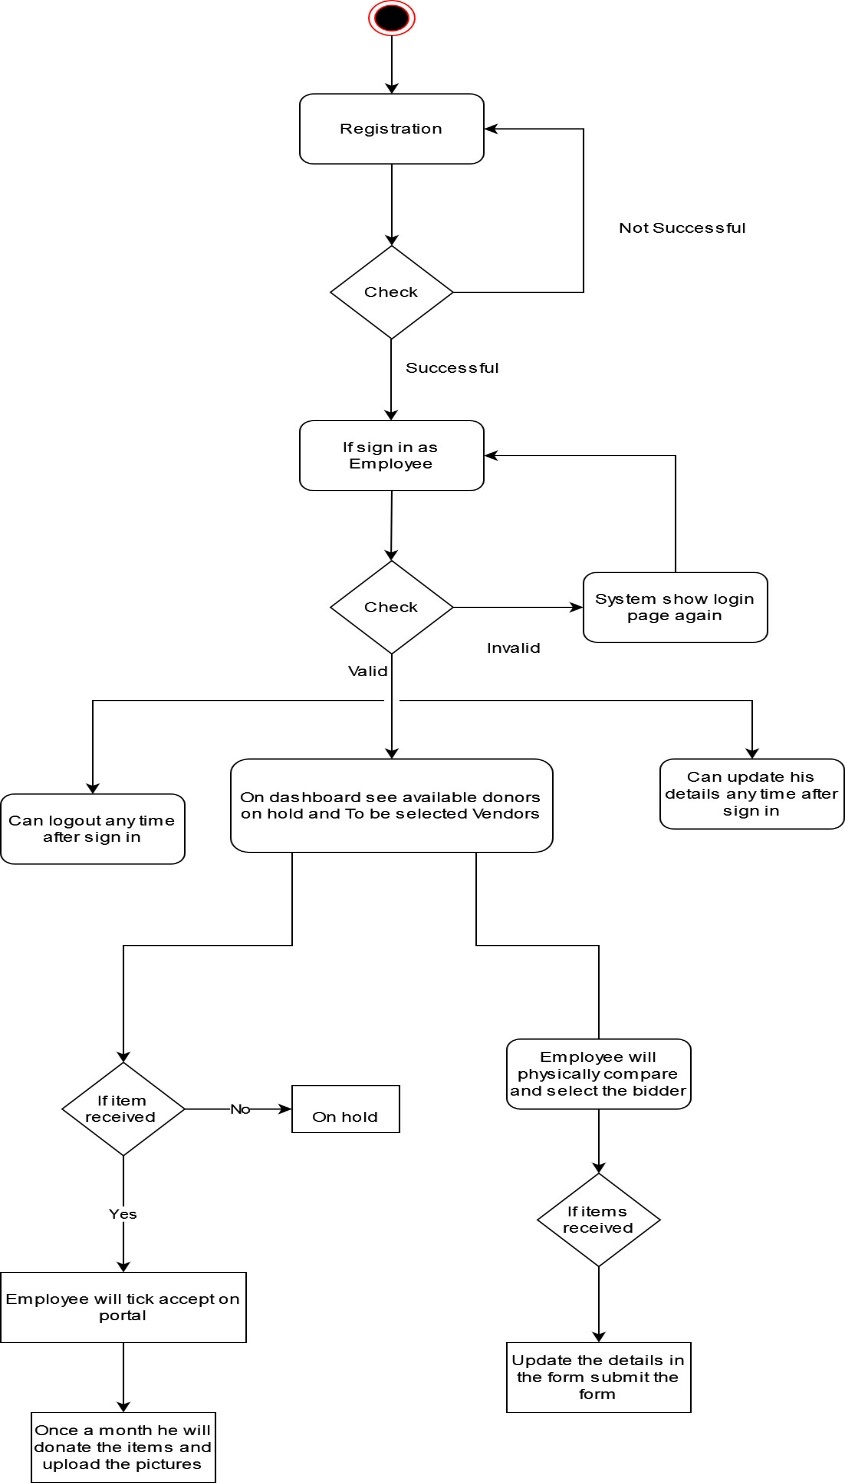 Registration
Not Successful
Check
Successful
If sign in as
Employee
Check
System show login
page again
Invalid
Valid
Can logout any time
after sign in
On dashboard see available donors
on hold and To be selected Vendors
Can update his
details any time after
sign in
If item
received
No
On hold
Employee will
physically compare
and select the bidder
Yes
If items
received
Employee will tick accept on
portal
Update the details in
the form submit the
form
Once a month he will
donate the items and
upload the pictures